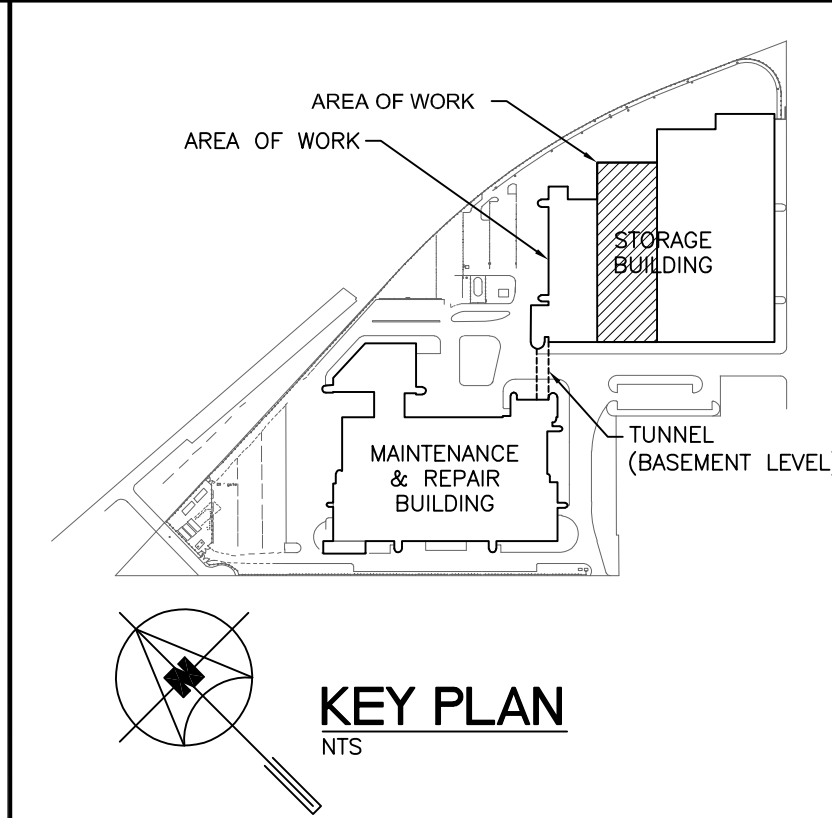 AREA OF WORK
AREA OF WORK
STORAGE
BUILDING
TUNNEL
(BASEMENT LEVEL)
MAINTENANCE
& REPAIR
BUILDING
KEY PLAN
NTS